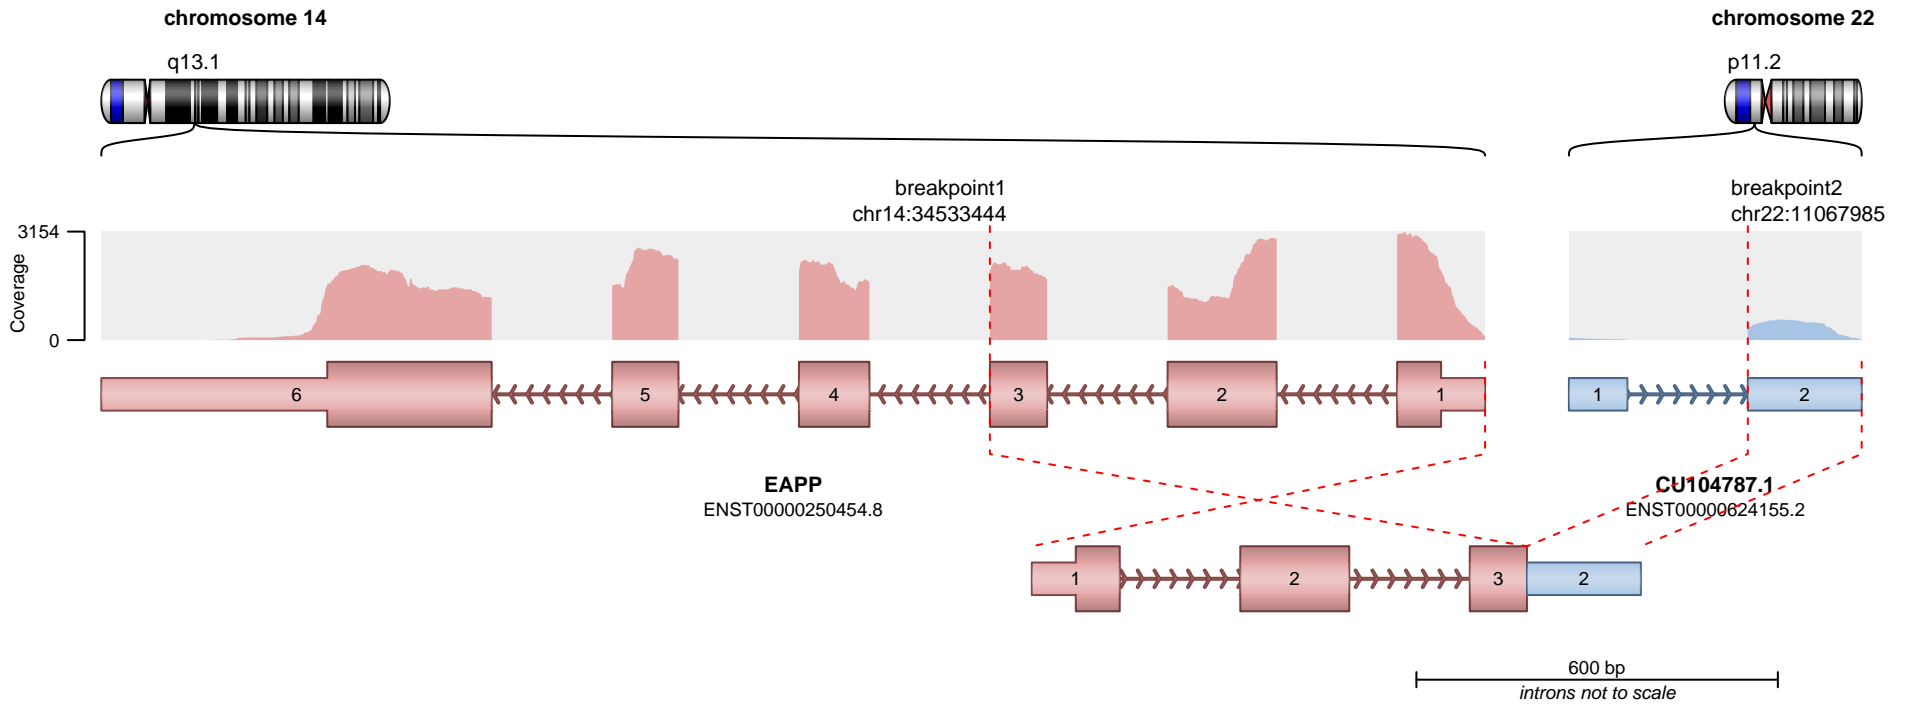 chromosome 14
chromosome 22
q13.1
p11.2
breakpoint1
chr14:34533444
breakpoint2
chr22:11067985
3154
Coverage
0
6
5
4
3
2
1
1
2
EAPP
ENST00000250454.8
CU104787.1
ENST00000624155.2
1
2
3
2
600 bp
introns not to scale